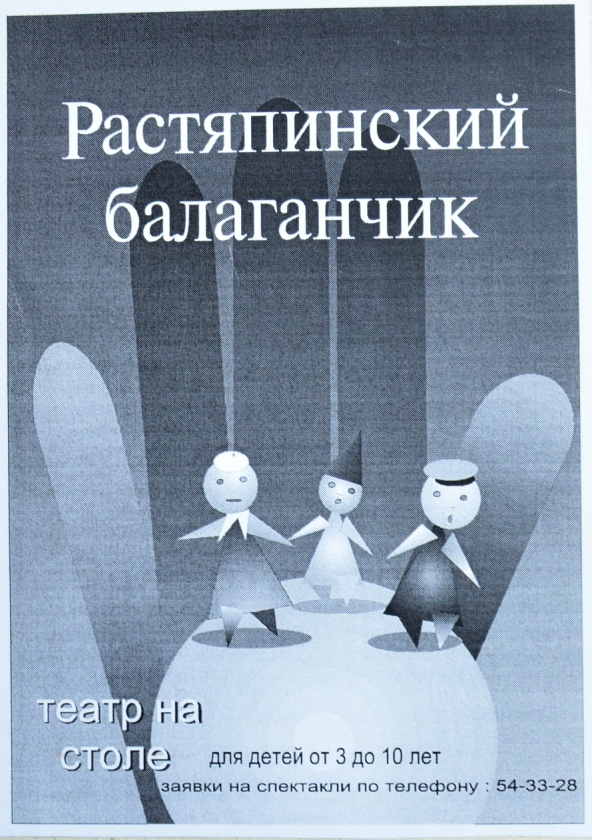 Растяпинский
балаганчик
театр на
столе
для детей от 3 до 10 лет
заявки на спектакли по телефону : 54-33-28